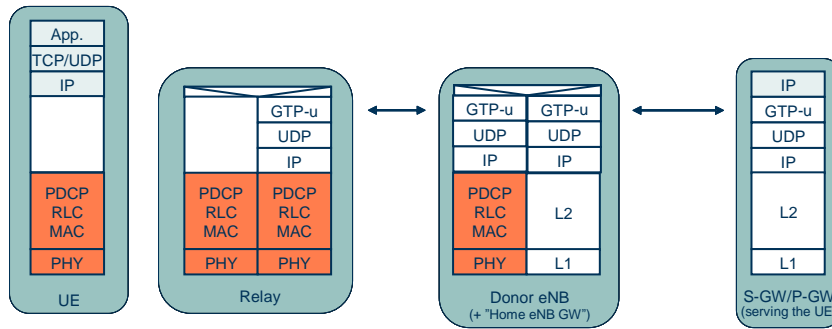 App.
TCP/UDP
IP
PDCP
RLC
MAC
PHY
UE
GTP-u
UDP
IP
PDCP
RLC
MAC
PDCP
RLC
MAC
PHY
PHY
Relay
GTP-u
GTP-u
UDP
UDP
IP
IP
PDCP
RLC
MAC
L2
PHY
L1
Donor eNB
(+ "Home eNB GW")
IP
GTP-u
UDP
IP
L2
L1
S-GW/P-GW
(serving the UE)